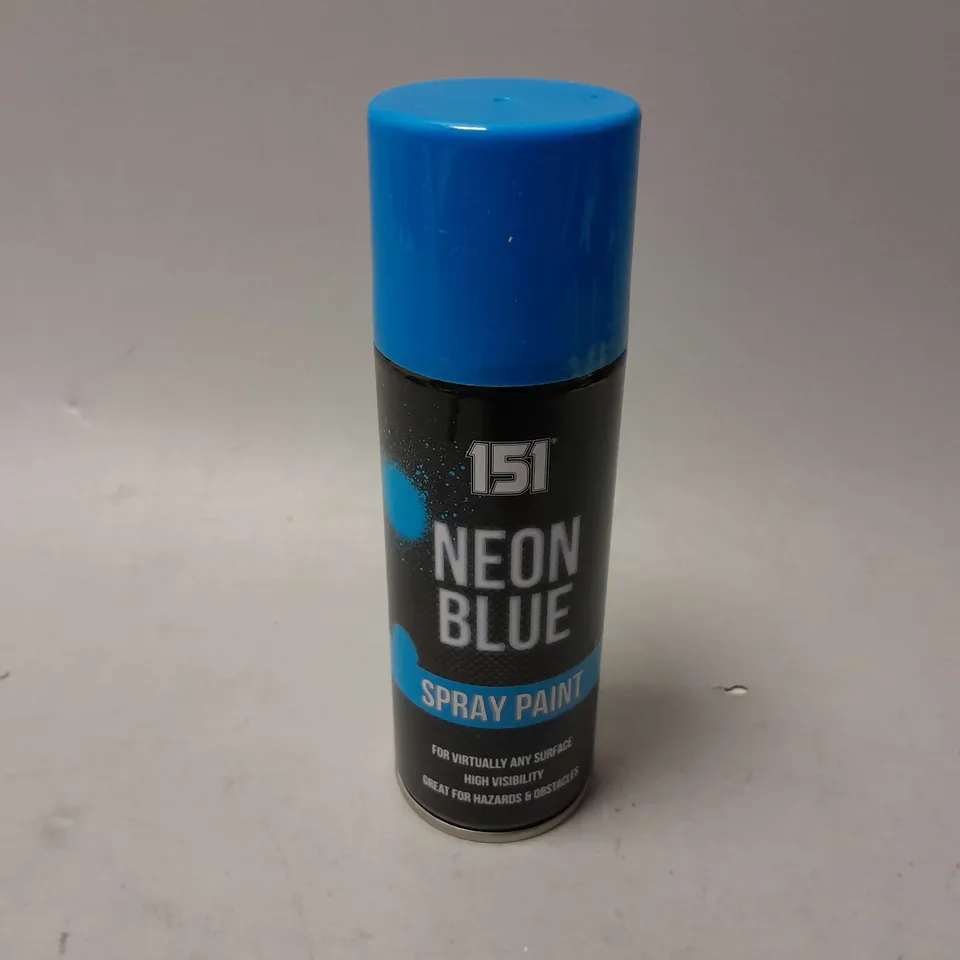 151®
NEON
BLUE
SPRAY PAINT
FOR VIRTUALLY ANY SURFACE
HIGH VISIBILITY
GREAT FOR HAZARDS & OBSTACLES